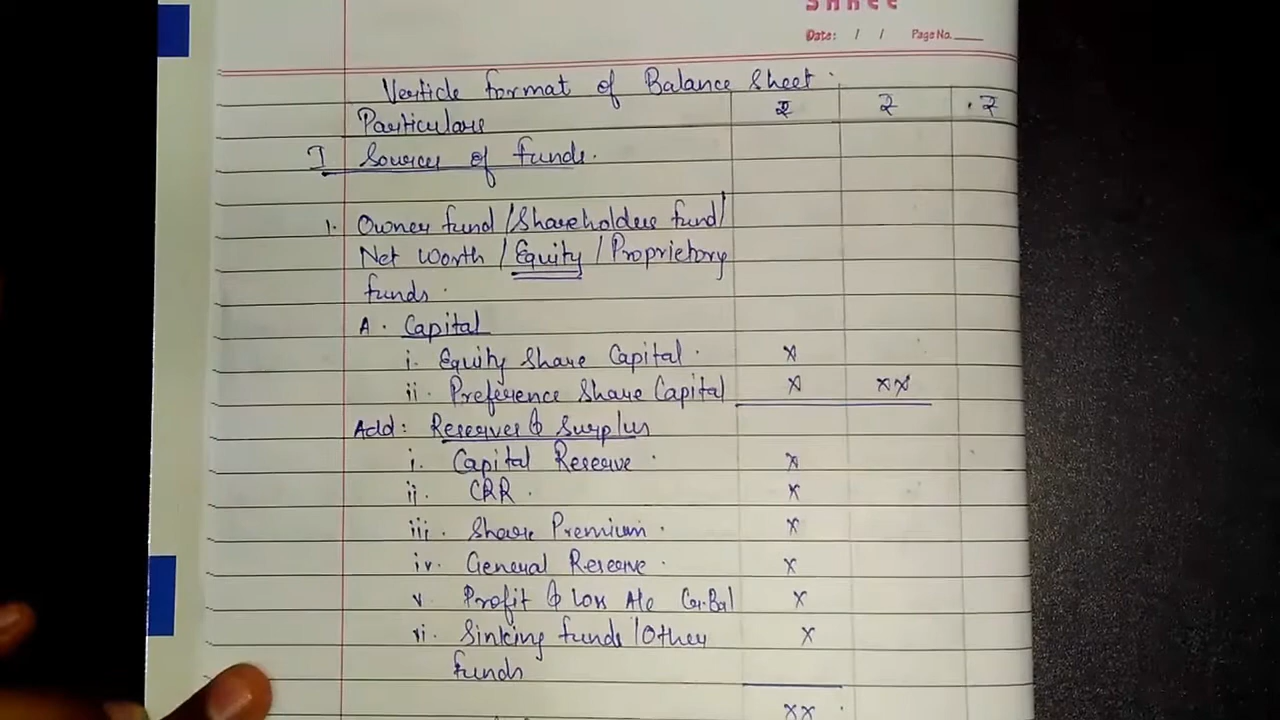 SHREE
Date: / / Page No.
Verticle format of Balance Sheet.
Particulars ₹ ₹ ₹
I Sources of funds.
1. Owner fund / Shareholders fund /
Net Worth / Equity / Proprietory
funds.
A. Capital
i. Equity Share Capital. x
ii. Preference Share Capital x xx
Add: Reserves & Surplus
i. Capital Reserve x
ii. CRR. x
iii. Share Premium. x
iv. General Reserve. x
v. Profit & Loss A/c Cr. Bal x
vi. Sinking funds / Other x
funds
xx